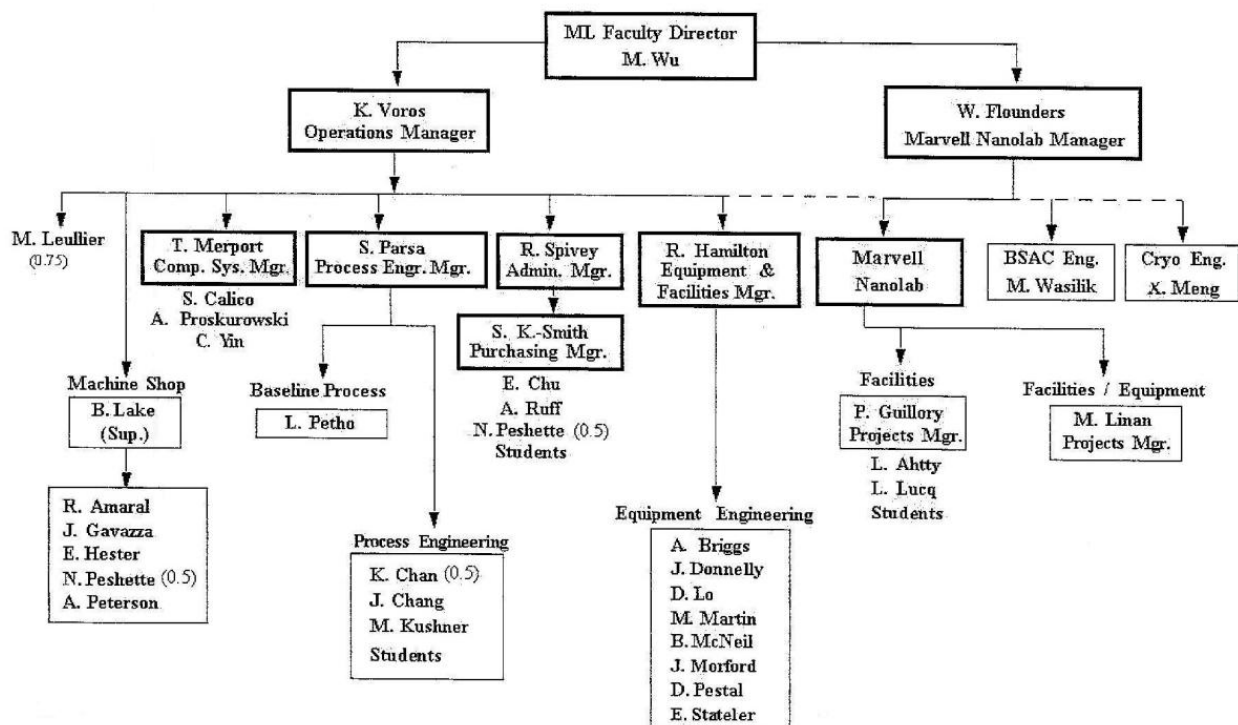 ML Faculty Director
M. Wu
K. Voros
Operations Manager
W. Flounders
Marvell Nanolab Manager
M. Leullier
(0.75)
T. Merport
Comp. Sys. Mgr.
S. Calico
A. Proskurowski
C. Yin
S. Parsa
Process Engr. Mgr.
R. Spivey
Admin. Mgr.
R. Hamilton
Equipment &
Facilities Mgr.
Marvell
Nanolab
BSAC Eng.
M. Wasilik
Cryo Eng.
X. Meng
S. K.-Smith
Purchasing Mgr.
E. Chu
A. Ruff
N. Peshette (0.5)
Students
Machine Shop
B. Lake
(Sup.)
Baseline Process
L. Petho
Facilities
P. Guillory
Projects Mgr.
L. Ahtty
L. Lucq
Students
Facilities / Equipment
M. Linan
Projects Mgr.
R. Amaral
J. Gavazza
E. Hester
N. Peshette (0.5)
A. Peterson
Process Engineering
K. Chan (0.5)
J. Chang
M. Kushner
Students
Equipment Engineering
A. Briggs
J. Donnelly
D. Lo
M. Martin
B. McNeil
J. Morford
D. Pestal
E. Stateler